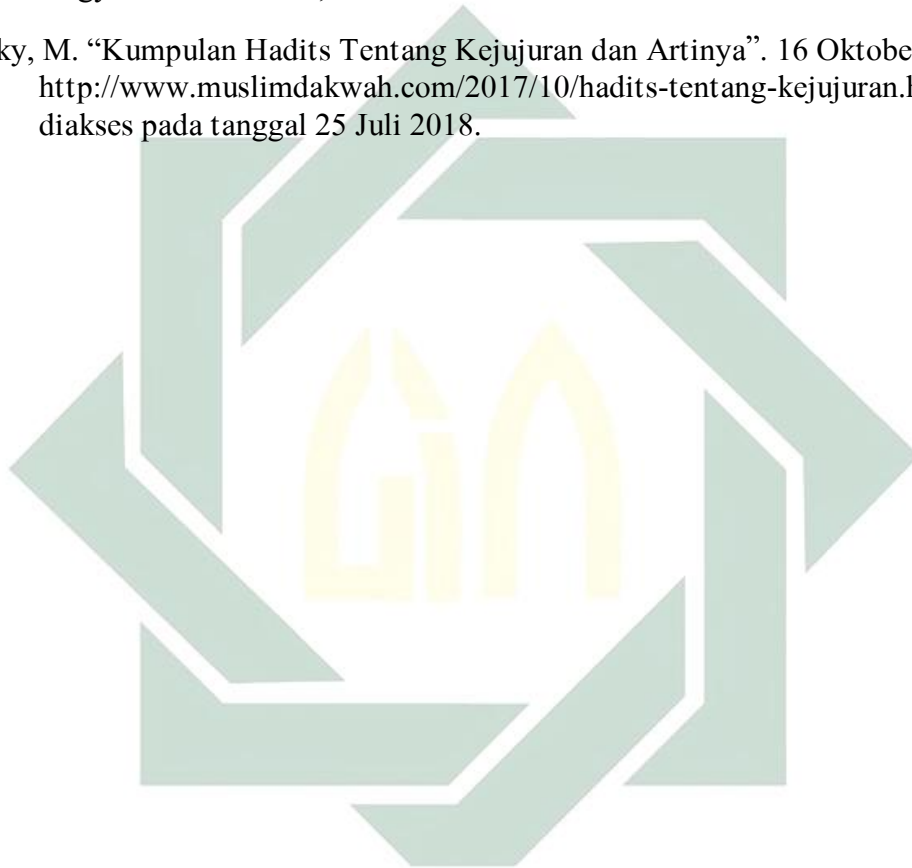 ky, M. “Kumpulan Hadits Tentang Kejujuran dan Artinya”. 16 Oktobe
http://www.muslimdakwah.com/2017/10/hadits-tentang-kejujuran.h
diakses pada tanggal 25 Juli 2018.